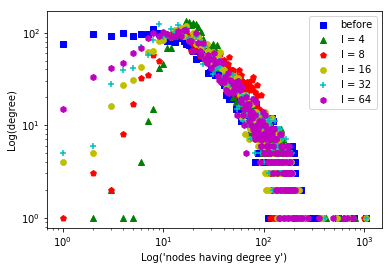 before
l = 4
l = 8
l = 16
l = 32
l = 64
10²
10¹
10⁰
Log(degree)
10⁰ 10¹ 10² 10³
Log('nodes having degree y')